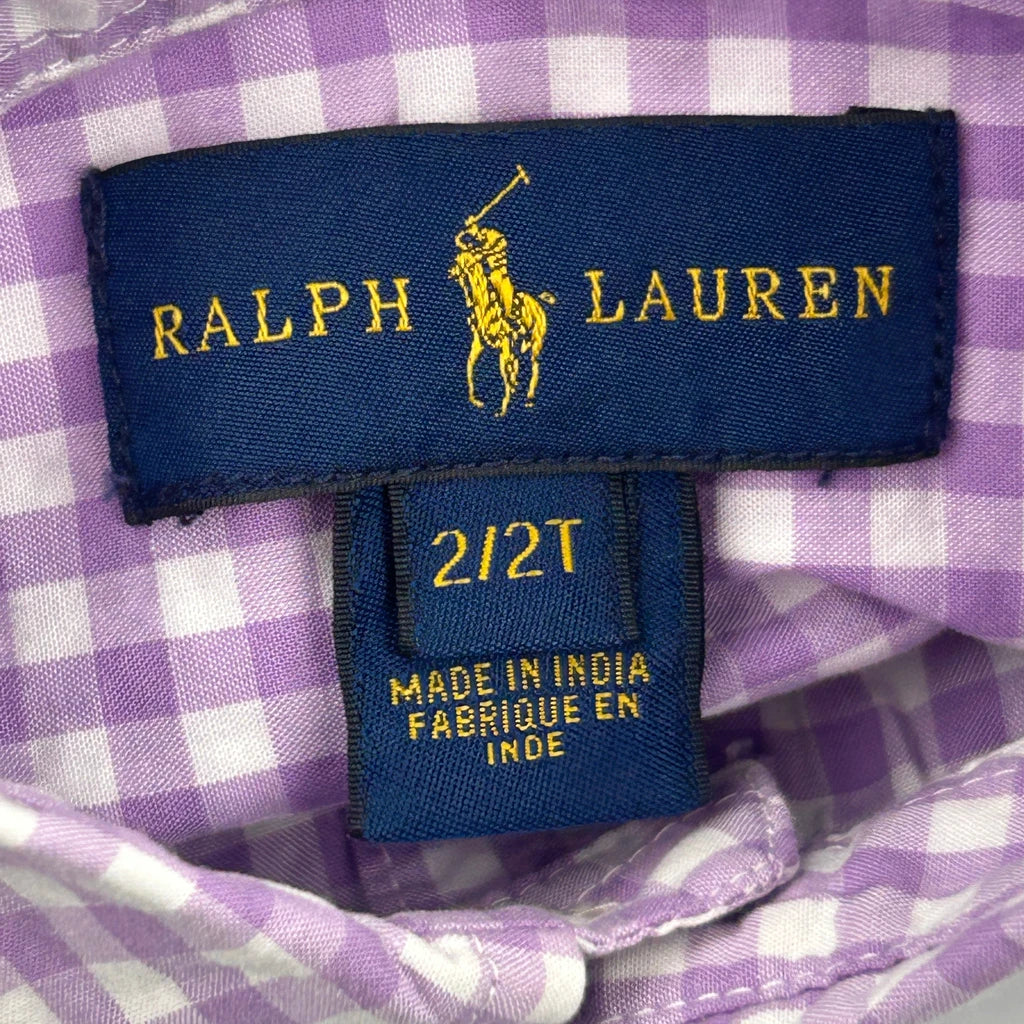 RALPH LAUREN
2/2T
MADE IN INDIA
FABRIQUE EN
INDE